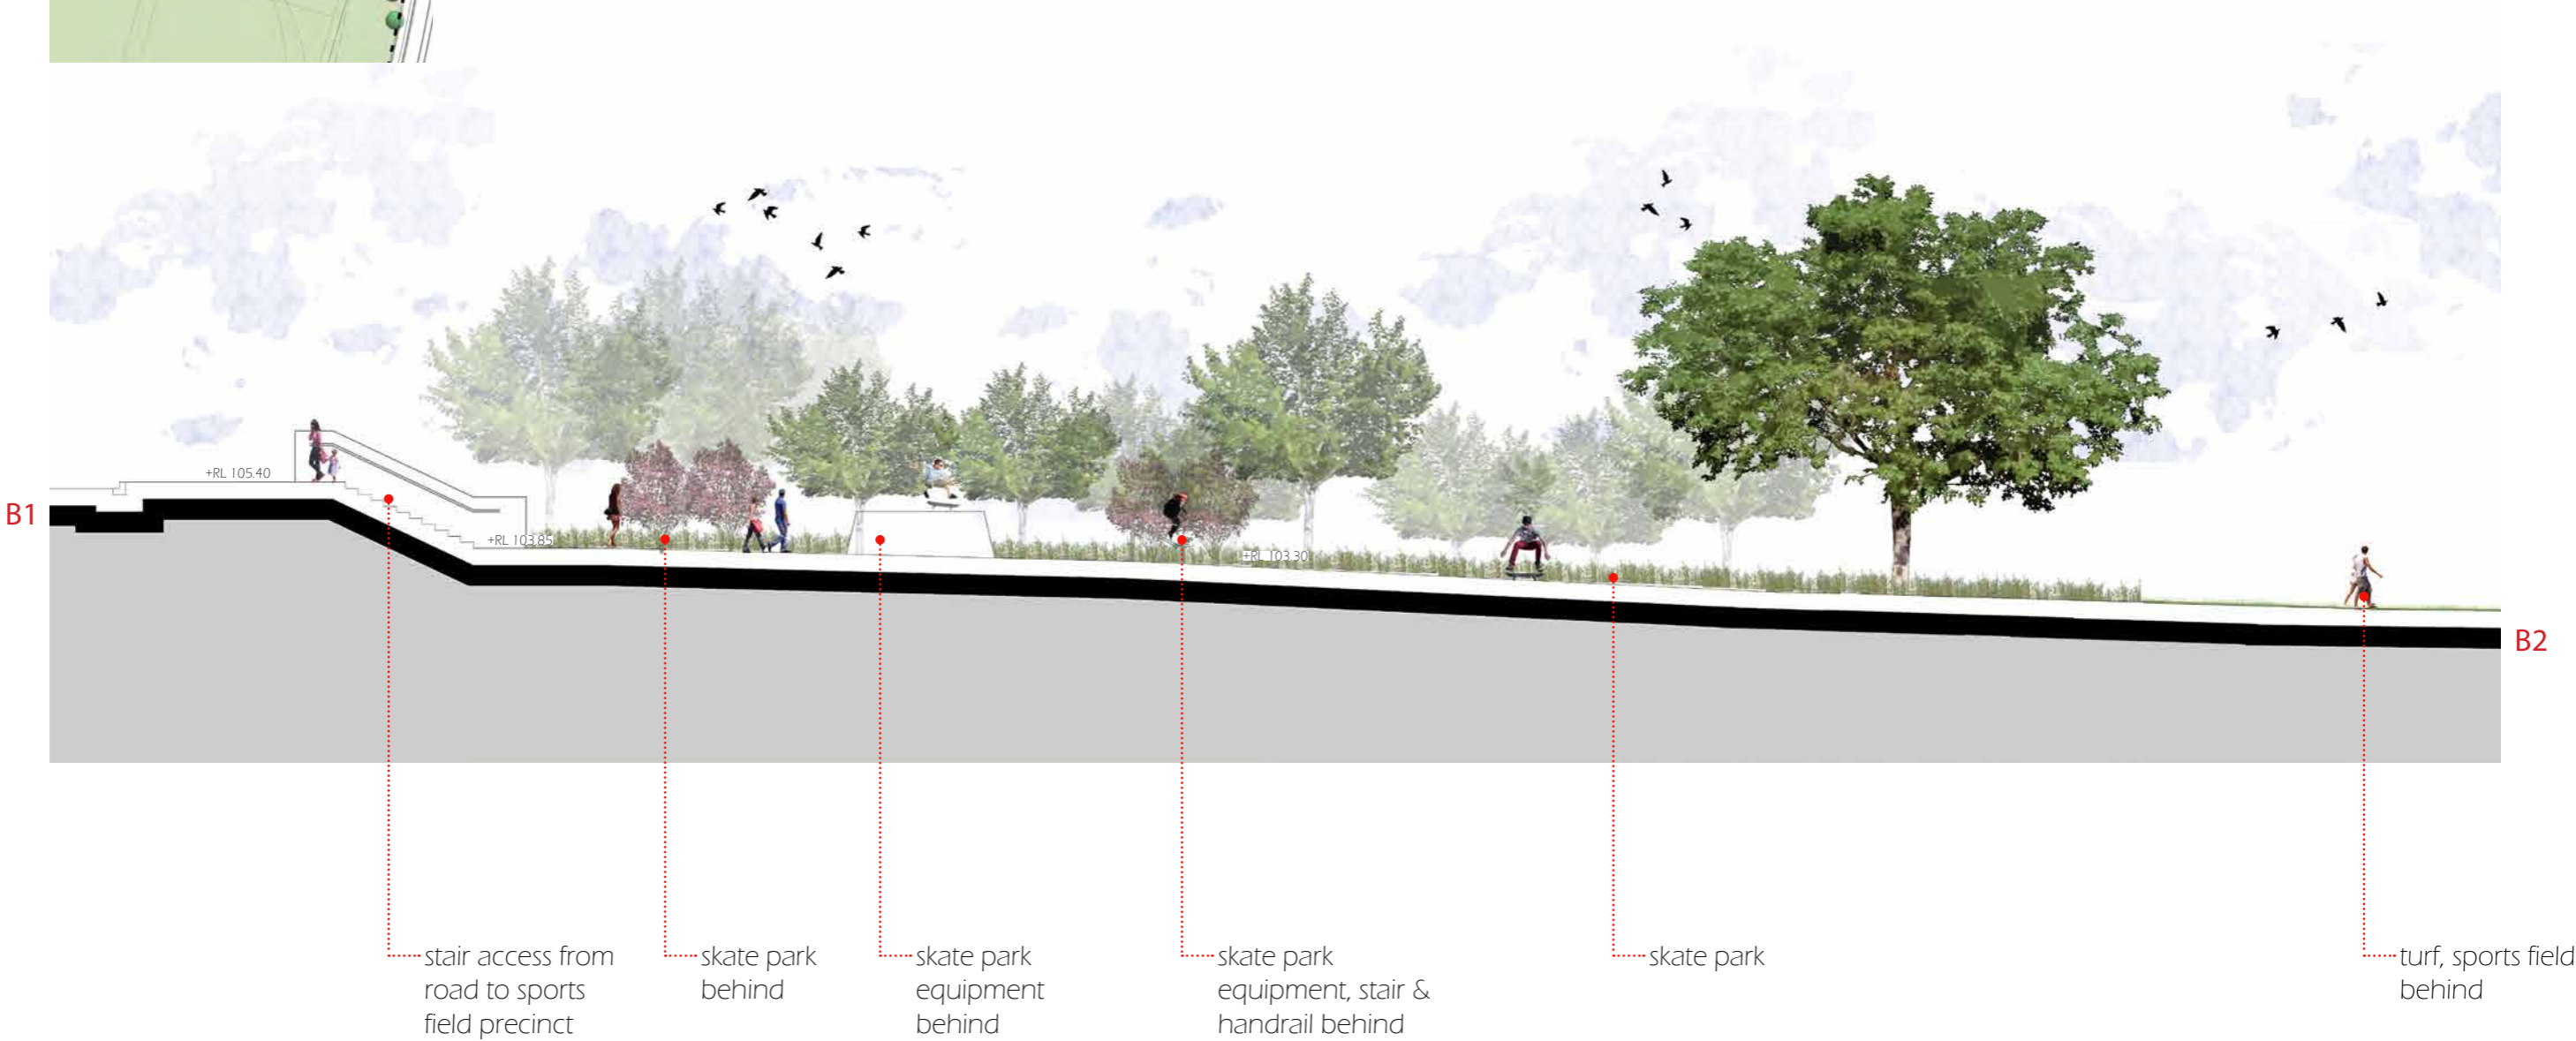 +RL 105.40
B1
+RL 103.85
+RL 103.30
B2
stair access from
road to sports
field precinct
skate park
behind
skate park
equipment
behind
skate park
equipment, stair &
handrail behind
skate park
turf, sports field
behind